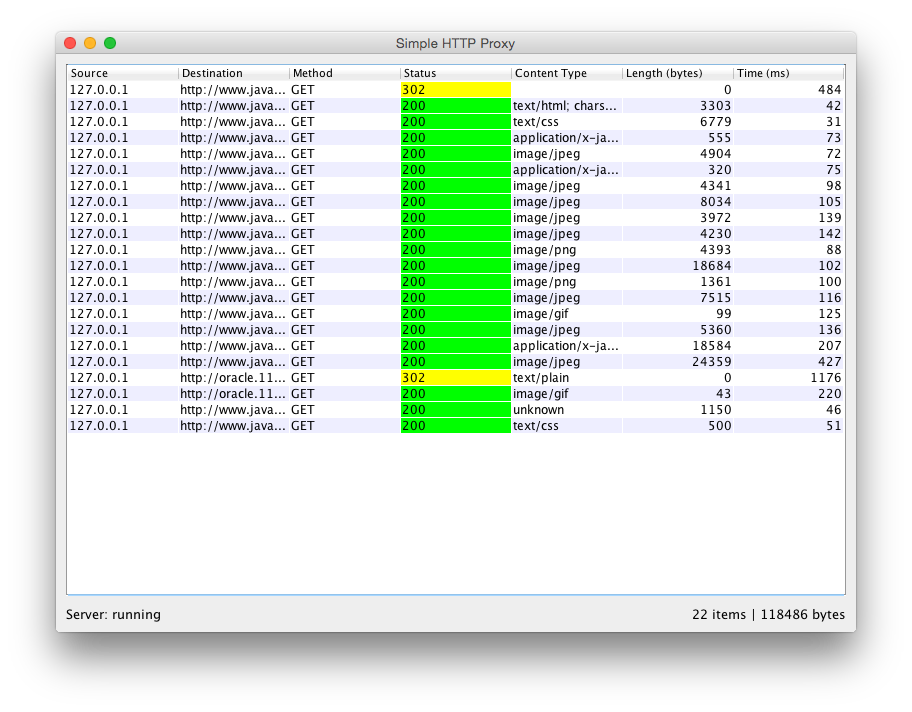 Simple HTTP Proxy
Source Destination Method Status Content Type Length (bytes) Time (ms)
127.0.0.1 http://www.java... GET 302 0 484
127.0.0.1 http://www.java... GET 200 text/html; chars... 3303 42
127.0.0.1 http://www.java... GET 200 text/css 6779 31
127.0.0.1 http://www.java... GET 200 application/x-ja... 555 73
127.0.0.1 http://www.java... GET 200 image/jpeg 4904 72
127.0.0.1 http://www.java... GET 200 application/x-ja... 320 75
127.0.0.1 http://www.java... GET 200 image/jpeg 4341 98
127.0.0.1 http://www.java... GET 200 image/jpeg 8034 105
127.0.0.1 http://www.java... GET 200 image/jpeg 3972 139
127.0.0.1 http://www.java... GET 200 image/jpeg 4230 142
127.0.0.1 http://www.java... GET 200 image/png 4393 88
127.0.0.1 http://www.java... GET 200 image/jpeg 18684 102
127.0.0.1 http://www.java... GET 200 image/png 1361 100
127.0.0.1 http://www.java... GET 200 image/jpeg 7515 116
127.0.0.1 http://www.java... GET 200 image/gif 99 125
127.0.0.1 http://www.java... GET 200 image/jpeg 5360 136
127.0.0.1 http://www.java... GET 200 application/x-ja... 18584 207
127.0.0.1 http://www.java... GET 200 image/jpeg 24359 427
127.0.0.1 http://oracle.11... GET 302 text/plain 0 1176
127.0.0.1 http://oracle.11... GET 200 image/gif 43 220
127.0.0.1 http://www.java... GET 200 unknown 1150 46
127.0.0.1 http://www.java... GET 200 text/css 500 51
Server: running 22 items | 118486 bytes